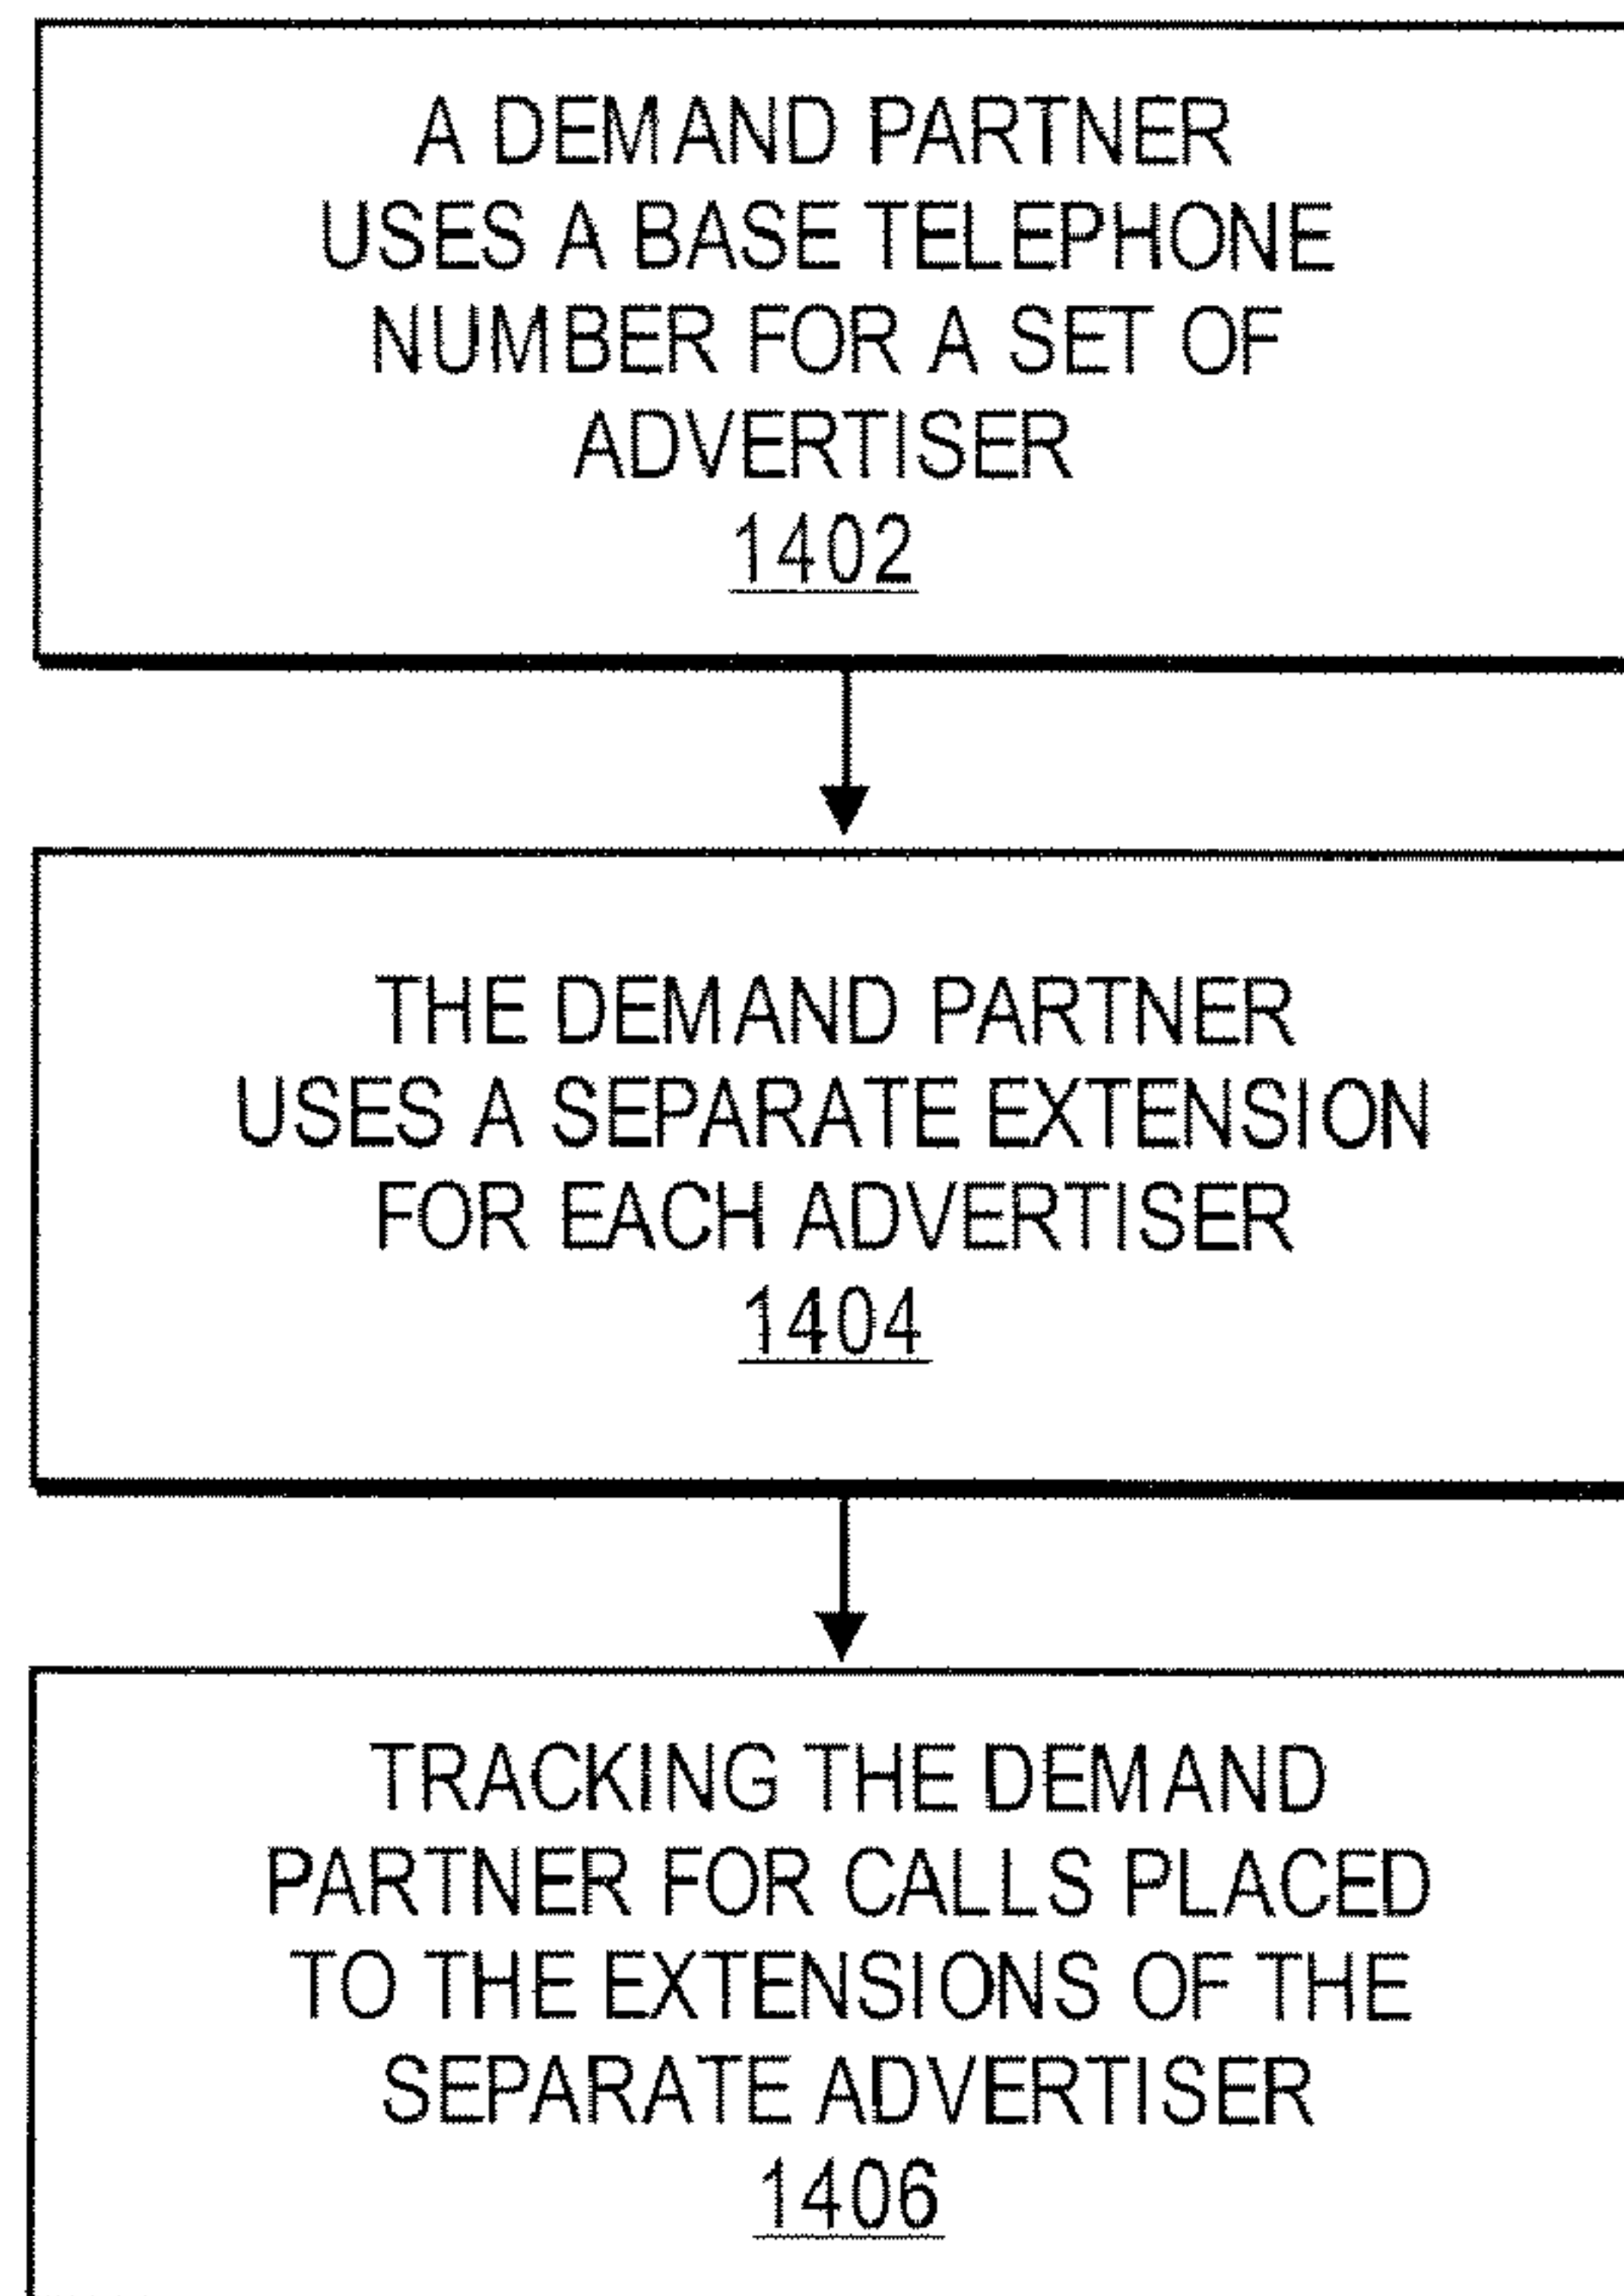 A DEMAND PARTNER
USES A BASE TELEPHONE
NUMBER FOR A SET OF
ADVERTISER
1402
THE DEMAND PARTNER
USES A SEPARATE EXTENSION
FOR EACH ADVERTISER
1404
TRACKING THE DEMAND
PARTNER FOR CALLS PLACED
TO THE EXTENSIONS OF THE
SEPARATE ADVERTISER
1406